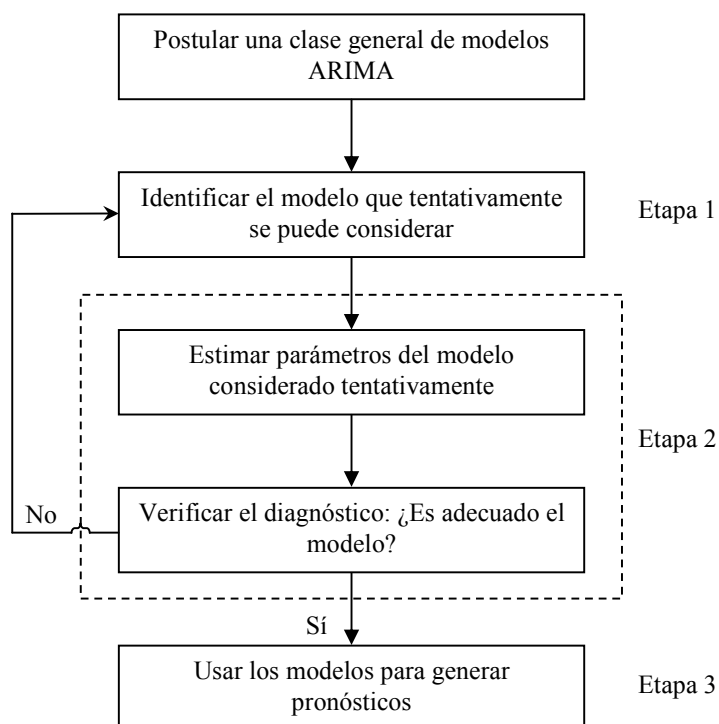 Postular una clase general de modelos
ARIMA
Identificar el modelo que tentativamente
se puede considerar
Etapa 1
Estimar parámetros del modelo
considerado tentativamente
Etapa 2
No
Verificar el diagnóstico: ¿Es adecuado el
modelo?
Sí
Usar los modelos para generar
pronósticos
Etapa 3